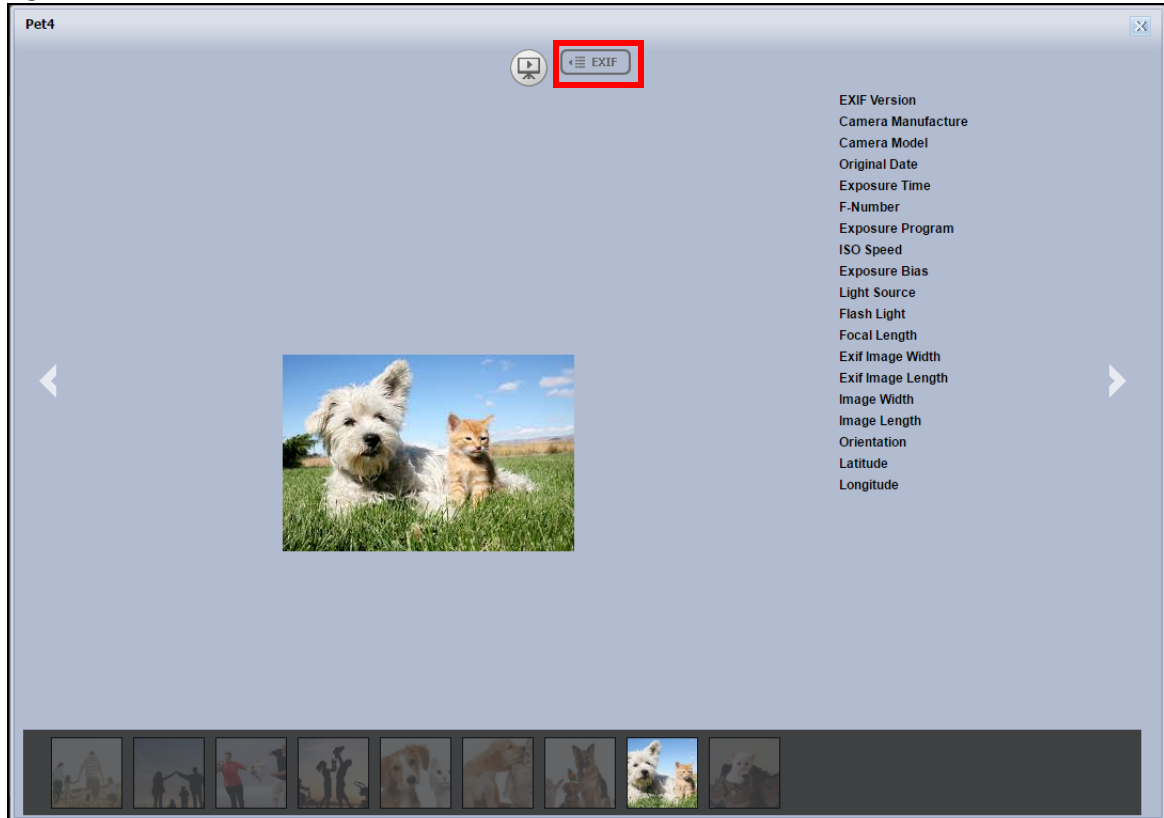 Pet4
EXIF
EXIF Version
Camera Manufacture
Camera Model
Original Date
Exposure Time
F-Number
Exposure Program
ISO Speed
Exposure Bias
Light Source
Flash Light
Focal Length
Exif Image Width
Exif Image Length
Image Width
Image Length
Orientation
Latitude
Longitude